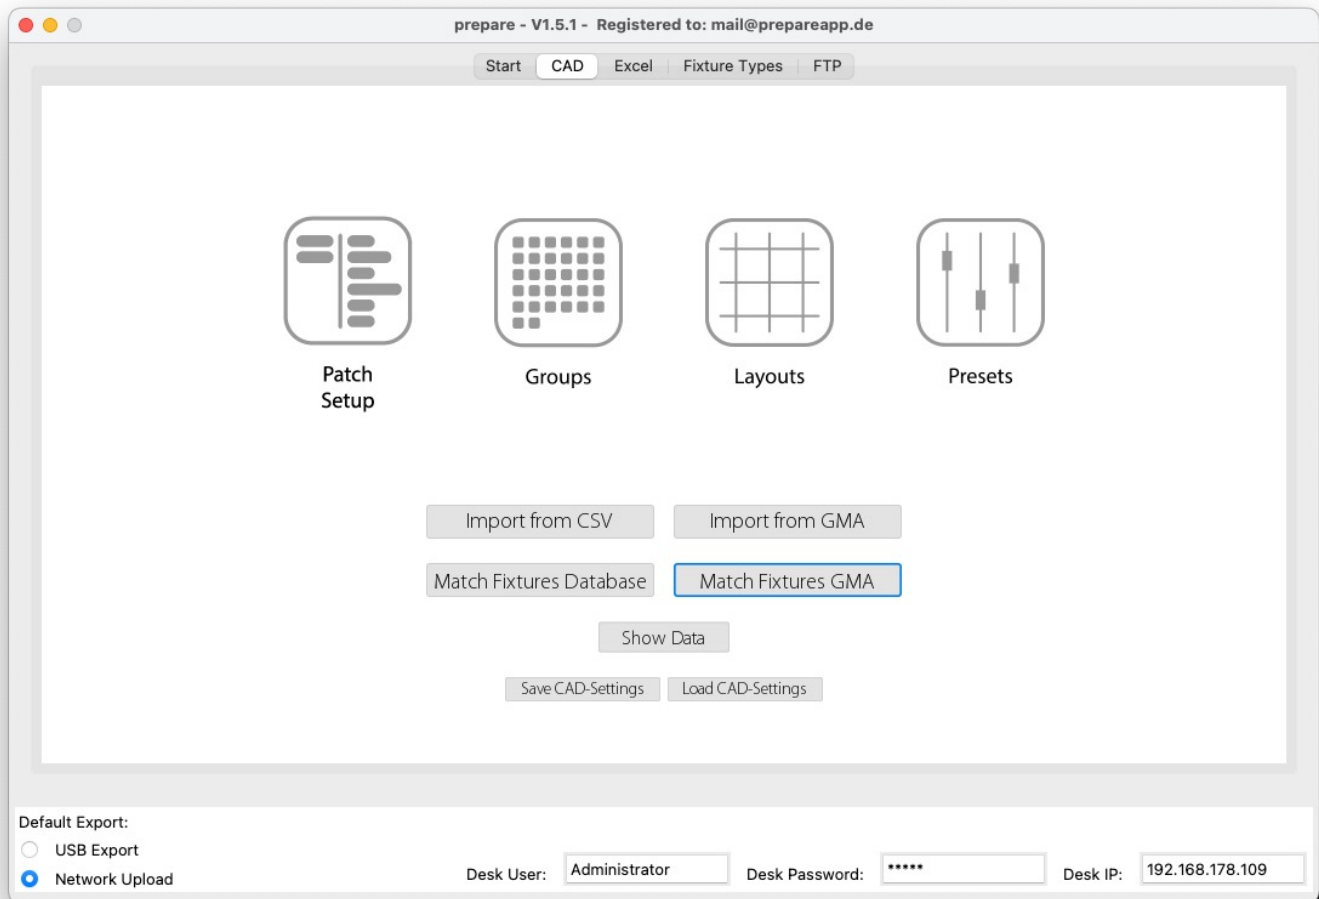 prepare - V1.5.1 - Registered to: mail@prepareapp.de
Start CAD Excel Fixture Types FTP
Patch
Setup
Groups
Layouts
Presets
Import from CSV
Import from GMA
Match Fixtures Database
Match Fixtures GMA
Show Data
Save CAD-Settings
Load CAD-Settings
Default Export:
USB Export
Network Upload
Desk User: Administrator
Desk Password: *****
Desk IP: 192.168.178.109